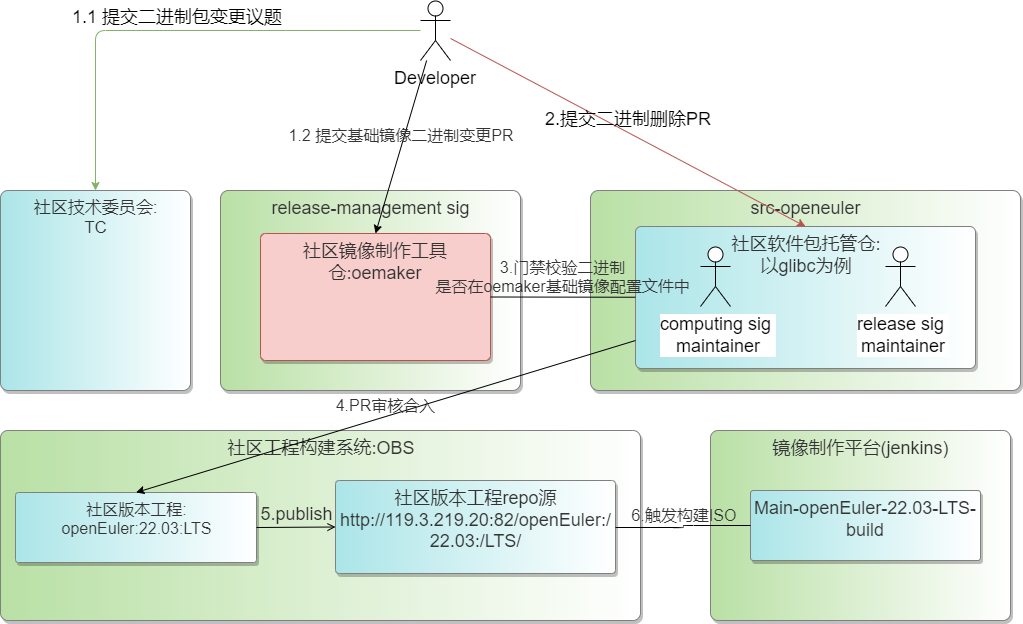 1.1 提交二进制包变更议题
Developer
1.2 提交基础镜像二进制变更PR
2.提交二进制删除PR
社区技术委员会:
TC
release-management sig
社区镜像制作工具
仓:oemaker
3.门禁校验二进制
是否在oemaker基础镜像配置文件中
src-openeuler
社区软件包托管仓:
以glibc为例
computing sig
maintainer
release sig
maintainer
4.PR审核合入
社区工程构建系统:OBS
社区版本工程:
openEuler:22.03:LTS
5.publish
社区版本工程repo源
http://119.3.219.20:82/openEuler:/
22.03:/LTS/
6.触发构建ISO
镜像制作平台(jenkins)
Main-openEuler-22.03-LTS-
build